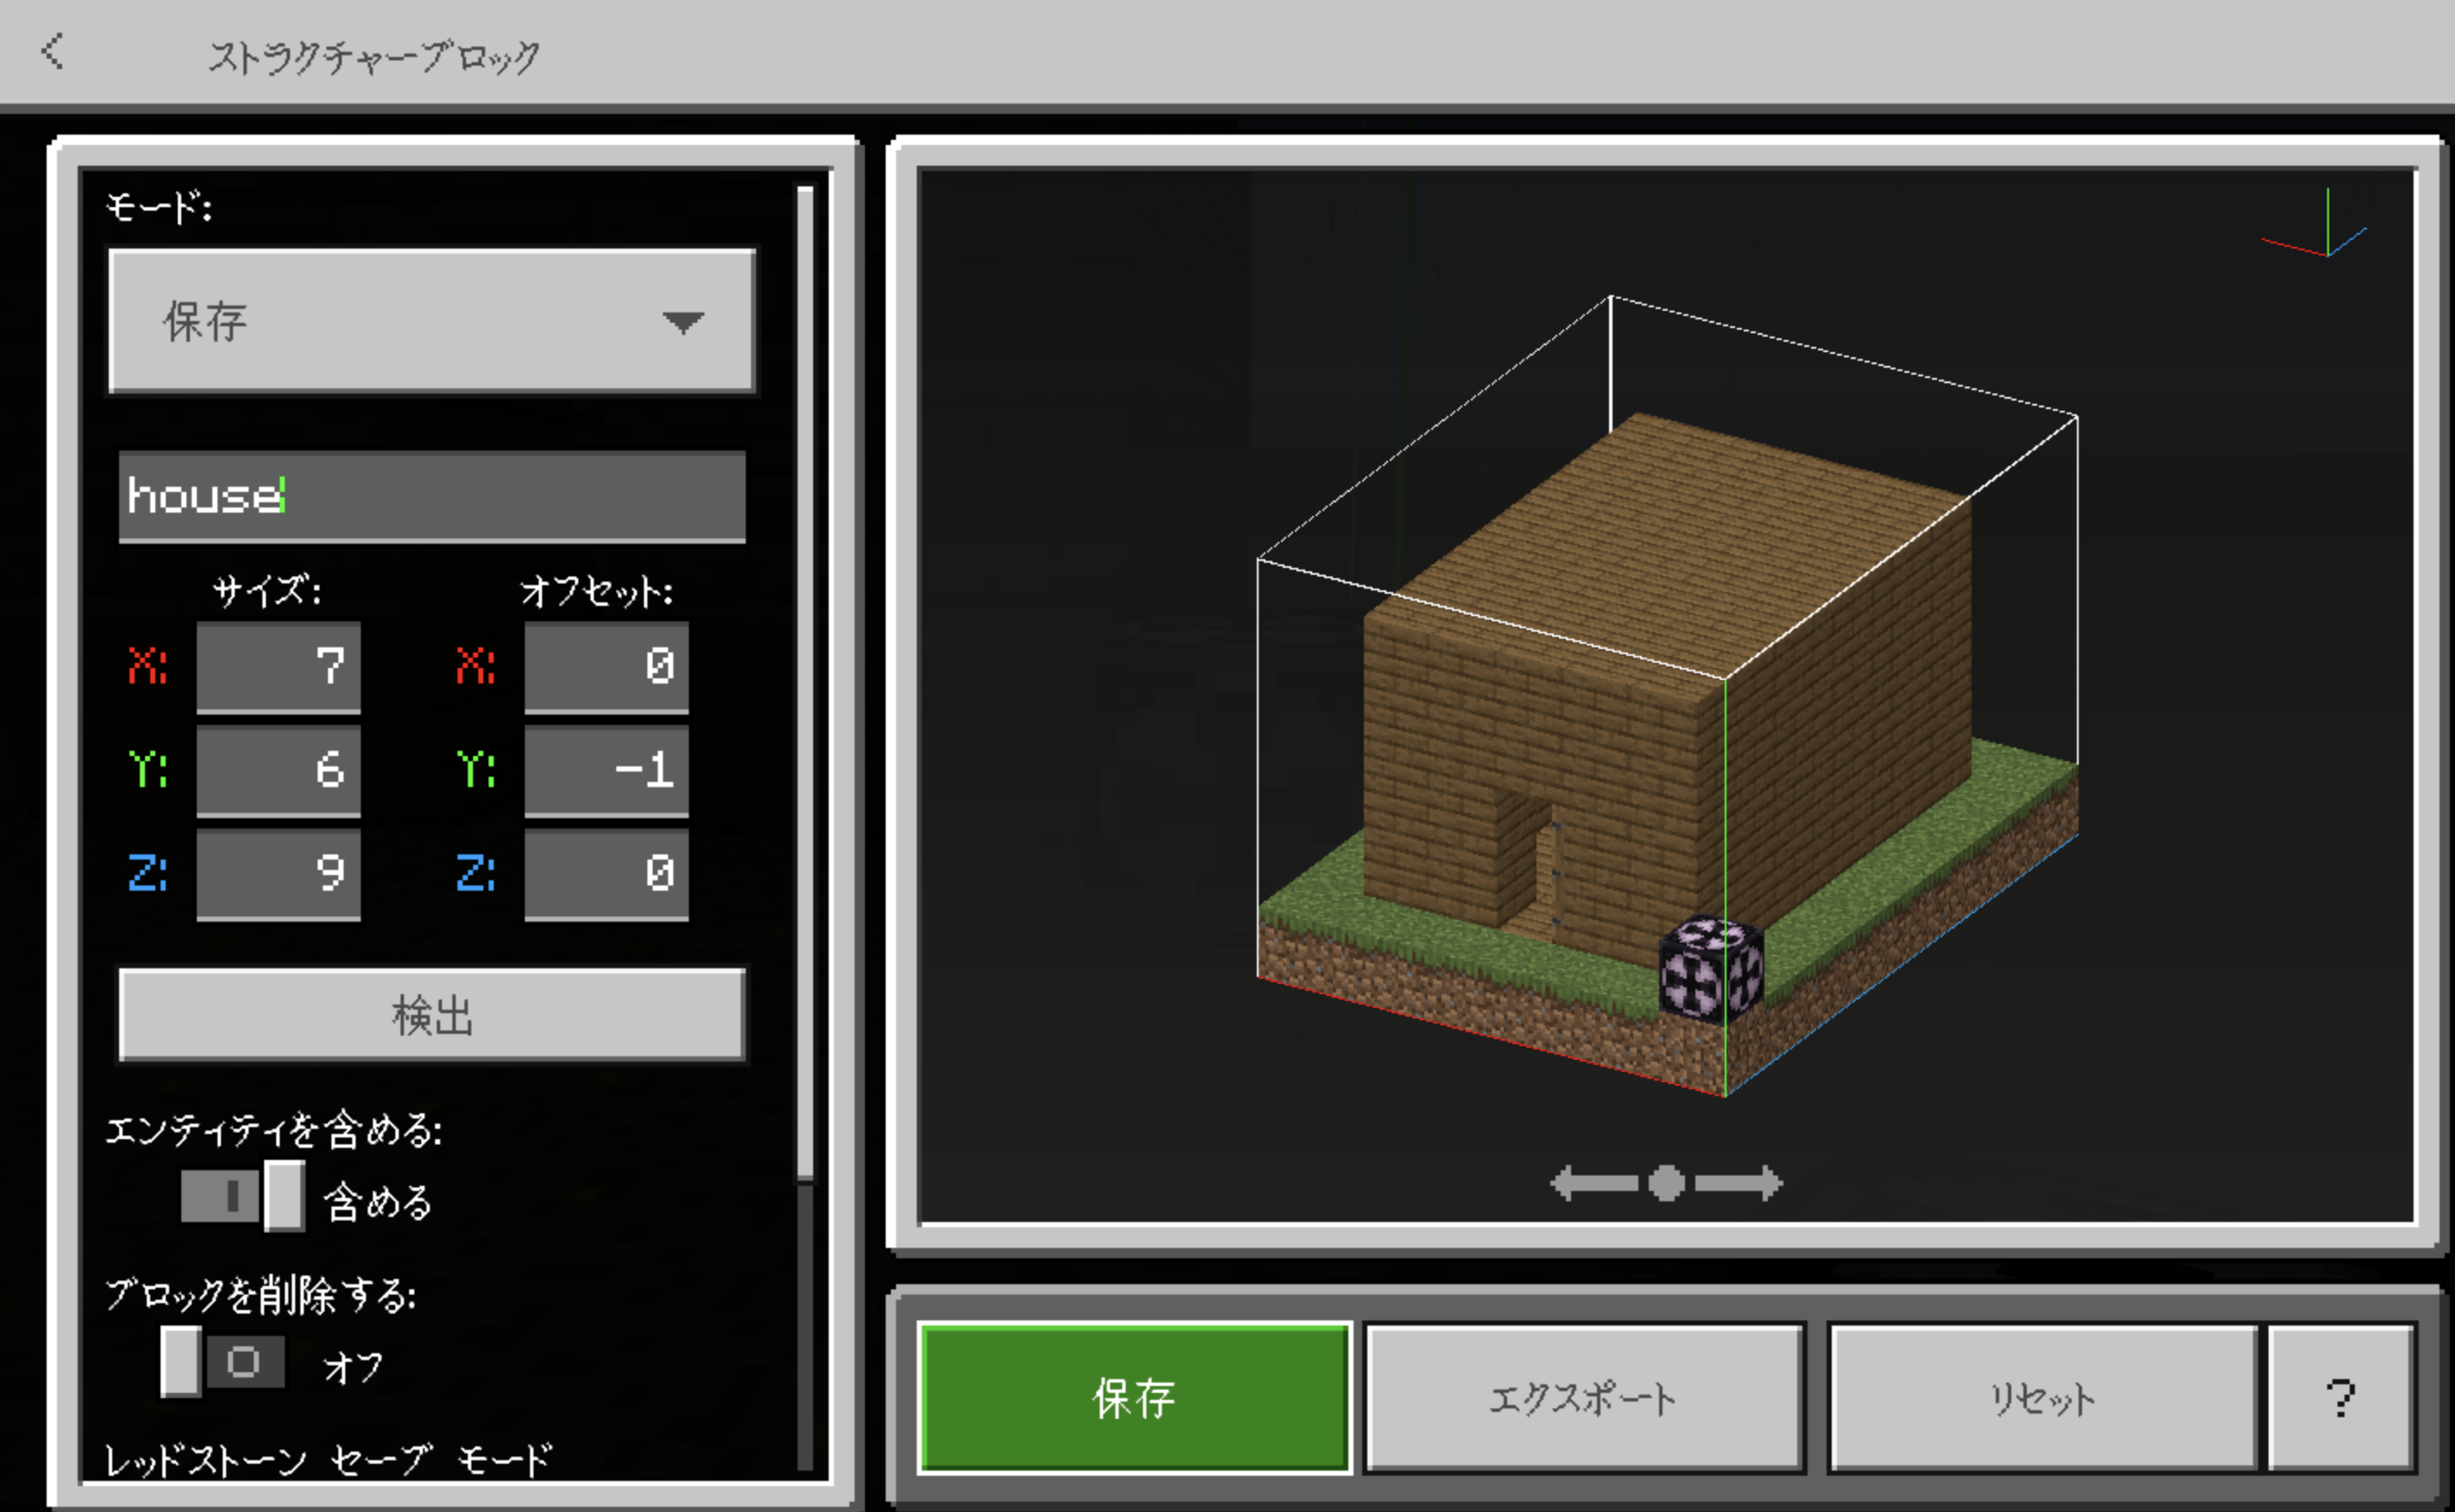 ストラクチャーブロック
モード:
保存
house
サイズ: オフセット:
X: 7 X: 0
Y: 6 Y: -1
Z: 9 Z: 0
検出
エンティティを含める:
含める
ブロックを削除する:
オフ
レッドストーン セーブ モード
保存 エクスポート リセット ?